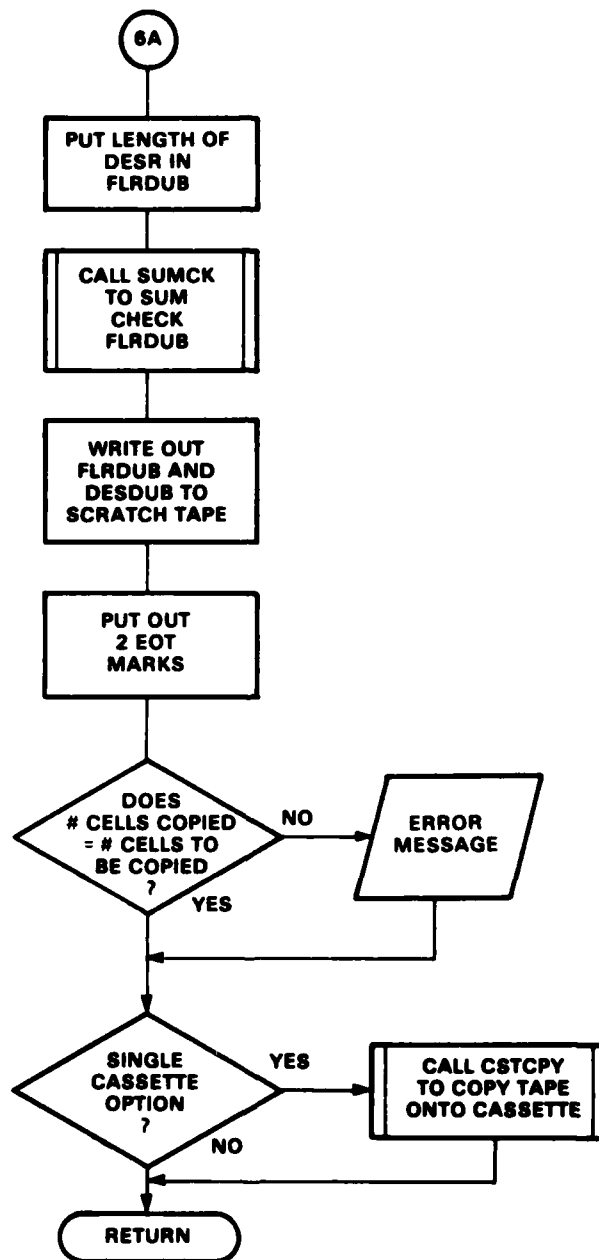 6A
PUT LENGTH OF
DESR IN
FLRDUB
CALL SUMCK
TO SUM
CHECK
FLRDUB
WRITE OUT
FLRDUB AND
DESDUB TO
SCRATCH TAPE
PUT OUT
2 EOT
MARKS
DOES
# CELLS COPIED
= # CELLS TO
BE COPIED
?
NO
ERROR
MESSAGE
YES
SINGLE
CASSETTE
OPTION
?
YES
CALL CSTCPY
TO COPY TAPE
ONTO CASSETTE
NO
RETURN